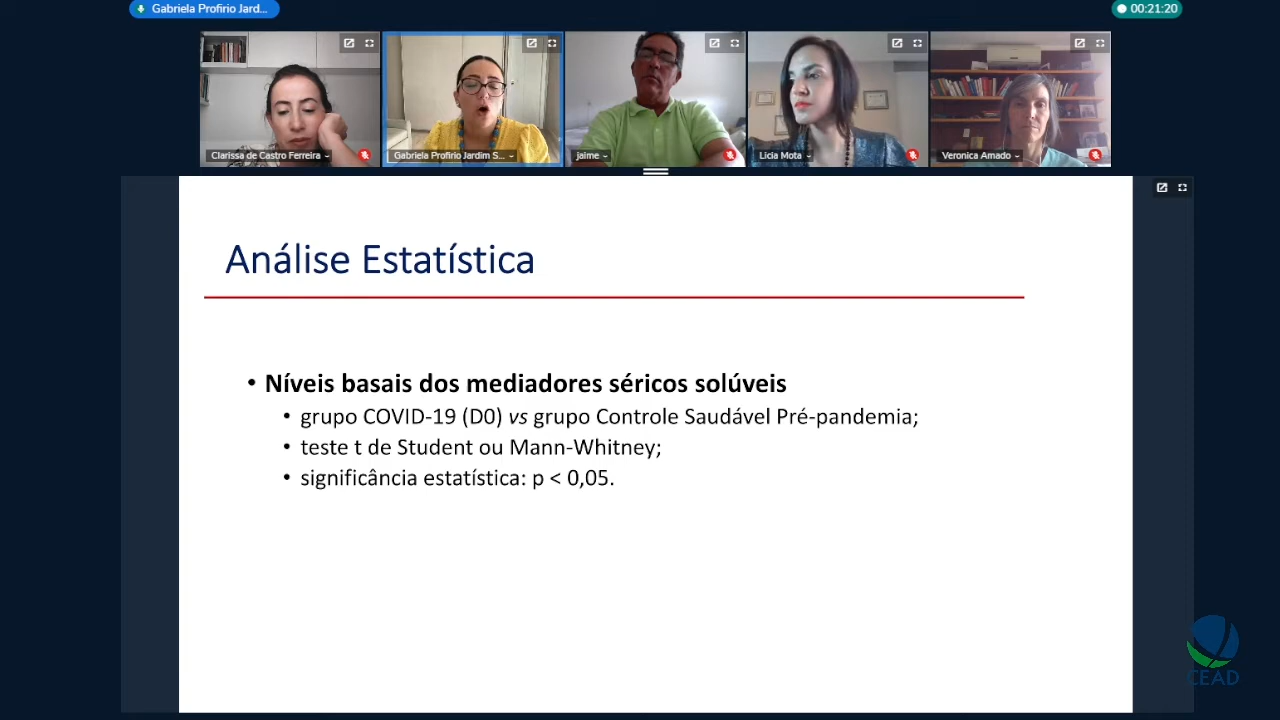 Gabriela Profirio Jard...
00:21:20
Clarissa de Castro Ferreira
Gabriela Profirio Jardim S...
jaime
Licia Mota
Veronica Amado
Análise Estatística
• Níveis basais dos mediadores séricos solúveis
• grupo COVID-19 (D0) vs grupo Controle Saudável Pré-pandemia;
• teste t de Student ou Mann-Whitney;
• significância estatística: p < 0,05.
CEAD